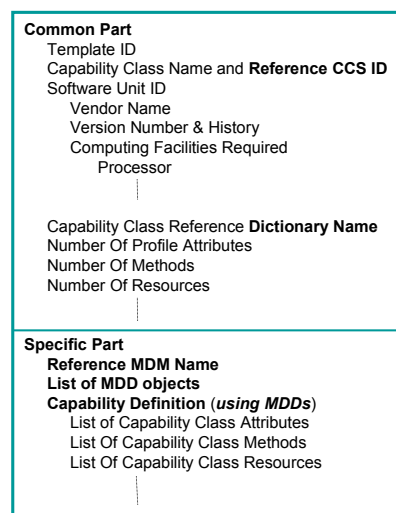 Common Part
Template ID
Capability Class Name and Reference CCS ID
Software Unit ID
Vendor Name
Version Number & History
Computing Facilities Required
Processor
Capability Class Reference Dictionary Name
Number Of Profile Attributes
Number Of Methods
Number Of Resources
Specific Part
Reference MDM Name
List of MDD objects
Capability Definition (using MDDs)
List of Capability Class Attributes
List Of Capability Class Methods
List Of Capability Class Resources